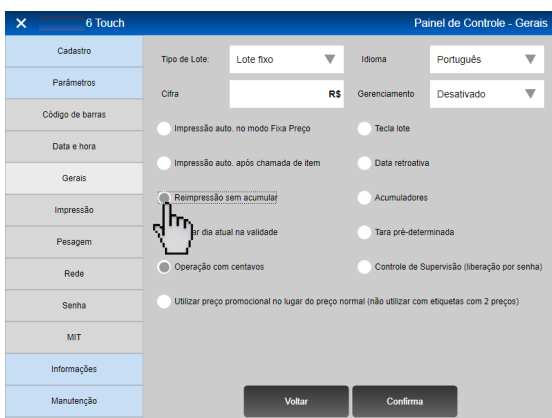 ✕ 6 Touch Painel de Controle - Gerais
Cadastro
Parâmetros
Código de barras
Data e hora
Gerais
Impressão
Pesagem
Rede
Senha
MIT
Informações
Manutenção
Tipo de Lote: Lote fixo Idioma Português
Cifra R$ Gerenciamento Desativado
Impressão auto. no modo Fixa Preço Tecla lote
Impressão auto. após chamada de item Data retroativa
Reimpressão sem acumular Acumuladores
dia atual na validade Tara pré-determinada
Operação com centavos Controle de Supervisão (liberação por senha)
Utilizar preço promocional no lugar do preço normal (não utilizar com etiquetas com 2 preços)
Voltar Confirma